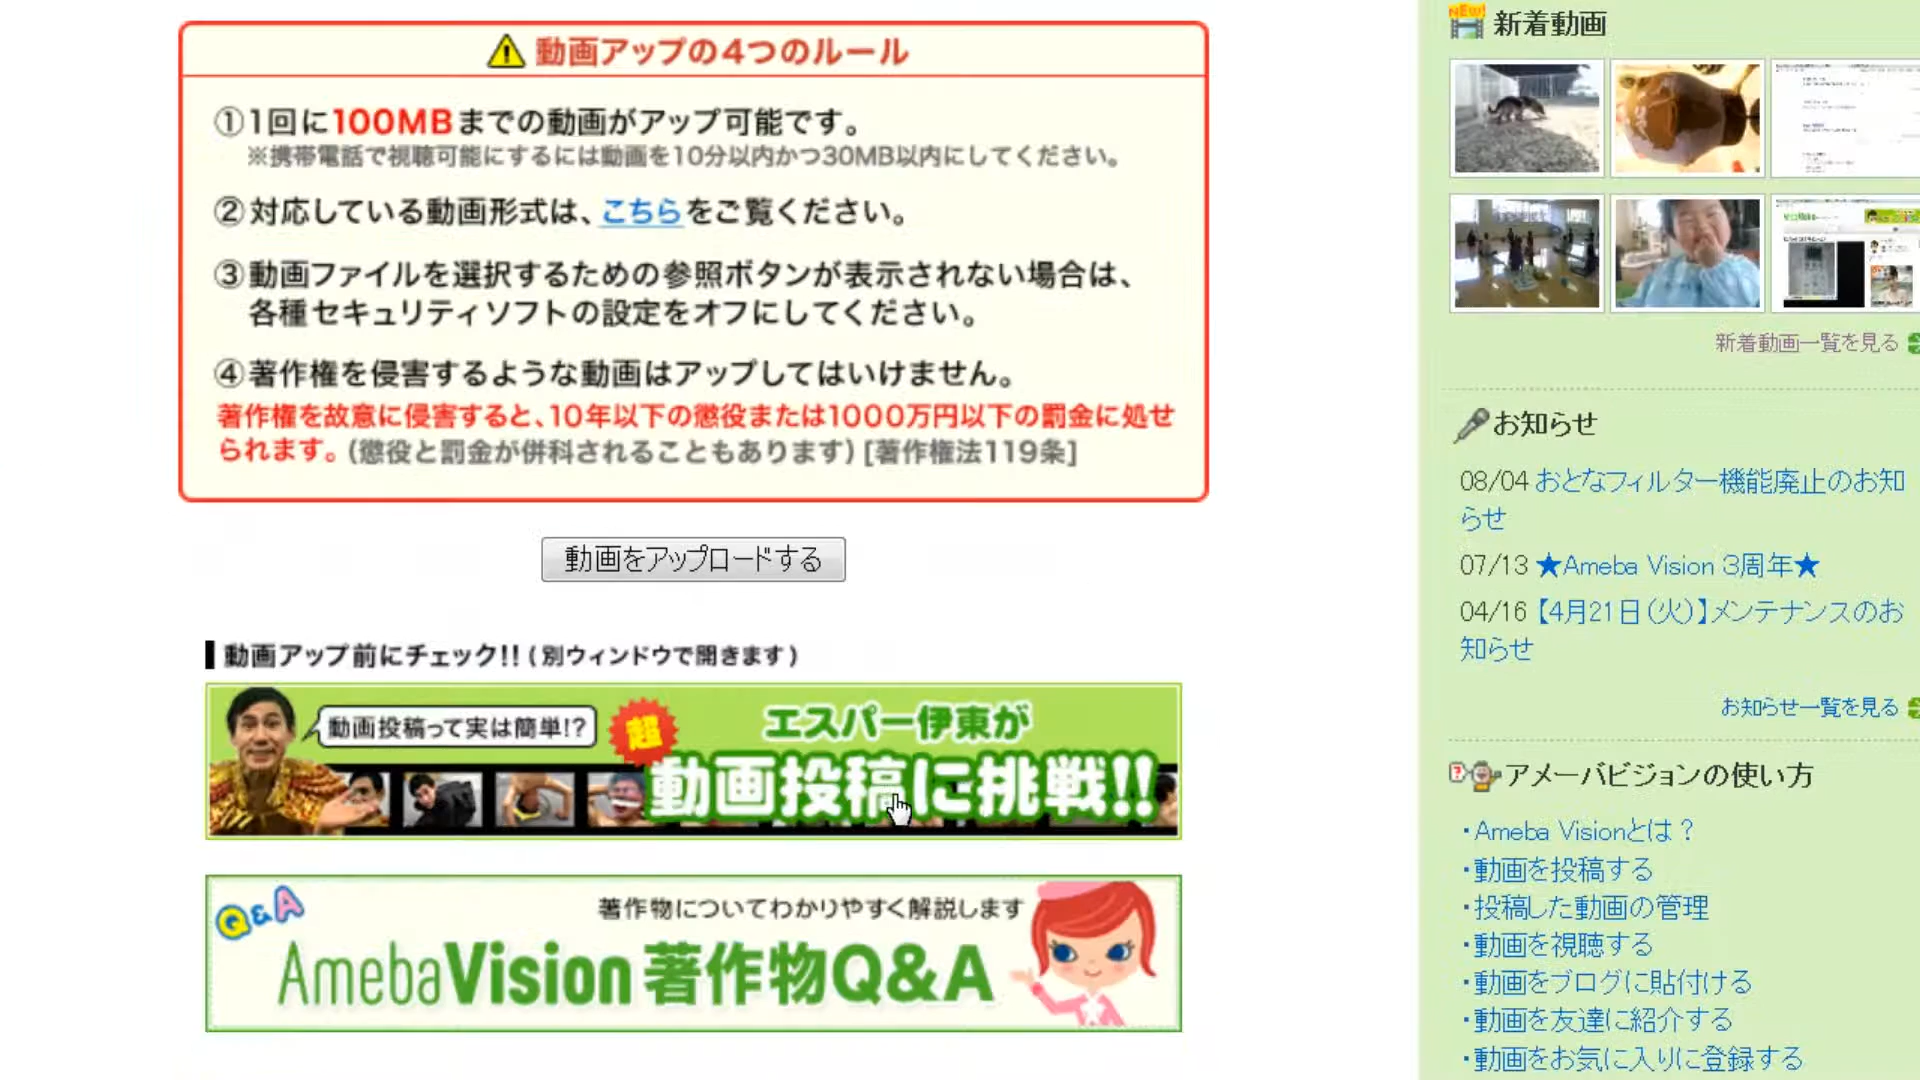 動画アップの4つのルール
①1回に100MBまでの動画がアップ可能です。
※携帯電話で視聴可能にするには動画を10分以内かつ30MB以内にしてください。
②対応している動画形式は、こちらをご覧ください。
③動画ファイルを選択するための参照ボタンが表示されない場合は、
各種セキュリティソフトの設定をオフにしてください。
④著作権を侵害するような動画はアップしてはいけません。
著作権を故意に侵害すると、10年以下の懲役または1000万円以下の罰金に処せ
られます。(懲役と罰金が併科されることもあります)[著作権法119条]
動画をアップロードする
動画アップ前にチェック!!(別ウィンドウで開きます)
動画投稿って実は簡単!?
超
エスパー伊東が
動画投稿に挑戦!!
Q&A
著作物についてわかりやすく解説します
AmebaVision 著作物Q&A
NEW!
新着動画
新着動画一覧を見る
お知らせ
08/04 おとなフィルター機能廃止のお知
らせ
07/13 ★Ameba Vision 3周年★
04/16 【4月21日(火)】メンテナンスのお
知らせ
お知らせ一覧を見る
アメーバビジョンの使い方
・Ameba Visionとは？
・動画を投稿する
・投稿した動画の管理
・動画を視聴する
・動画をブログに貼付ける
・動画を友達に紹介する
・動画をお気に入りに登録する